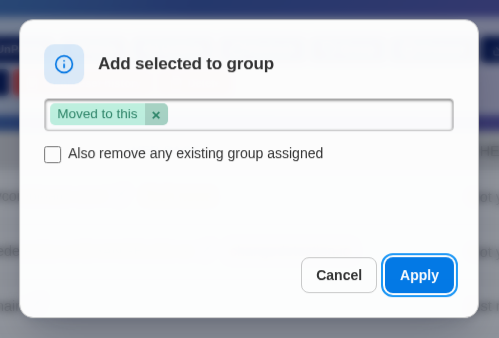 Add selected to group
Moved to this ×
Also remove any existing group assigned
Cancel
Apply